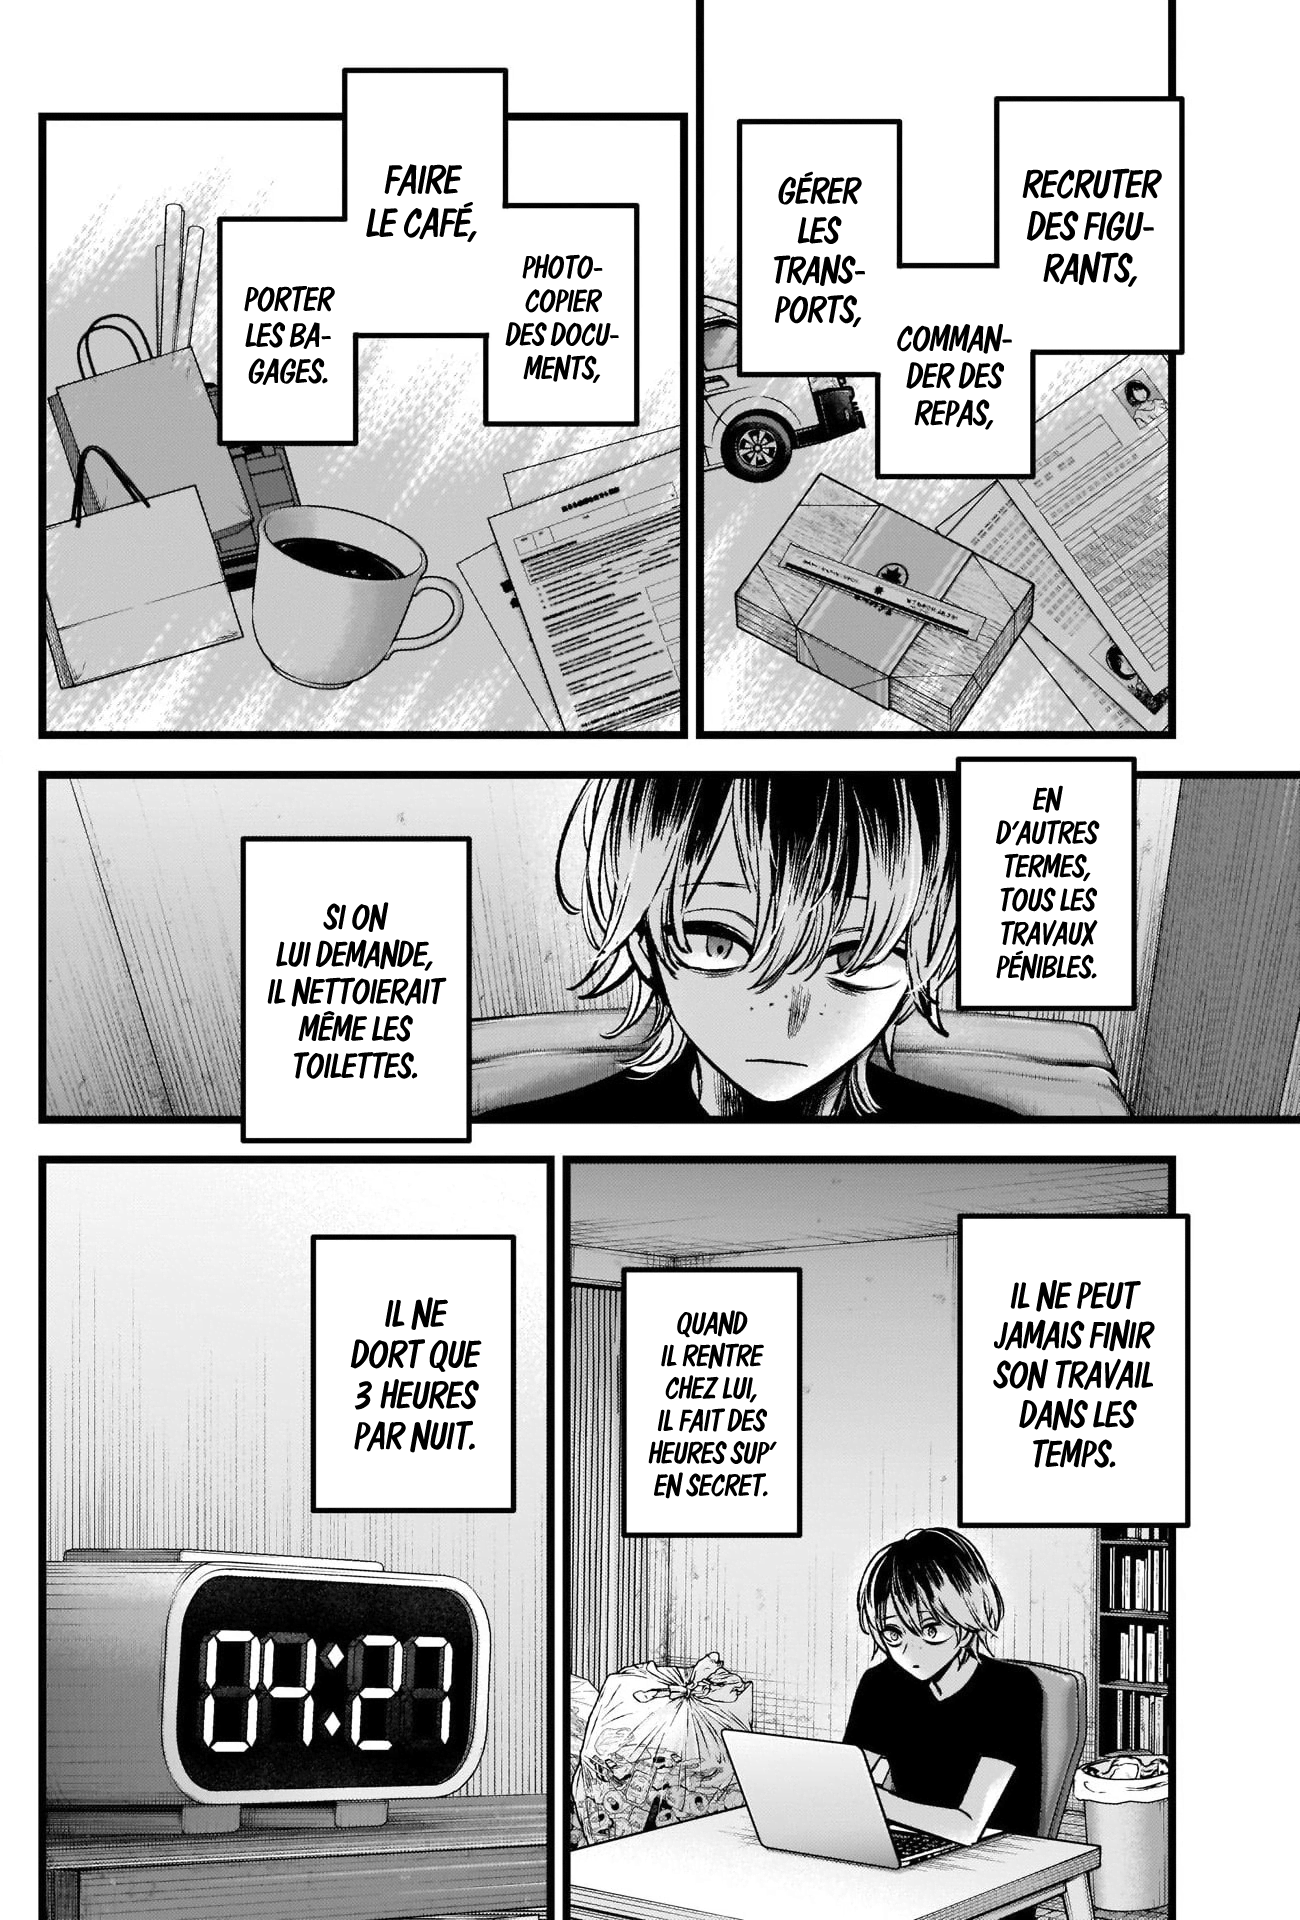 RECRUTER
DES FIGU-
RANTS,
COMMAN-
DER DES
REPAS,
GÉRER
LES
TRANS-
PORTS,
PHOTO-
COPIER
DES DOCU-
MENTS,
FAIRE
LE CAFÉ,
PORTER
LES BA-
GAGES.
EN
D'AUTRES
TERMES,
TOUS LES
TRAVAUX
PÉNIBLES.
SI ON
LUI DEMANDE,
IL NETTOIERAIT
MÊME LES
TOILETTES.
IL NE PEUT
JAMAIS FINIR
SON TRAVAIL
DANS LES
TEMPS.
QUAND
IL RENTRE
CHEZ LUI,
IL FAIT DES
HEURES SUP'
EN SECRET.
IL NE
DORT QUE
3 HEURES
PAR NUIT.
04:27